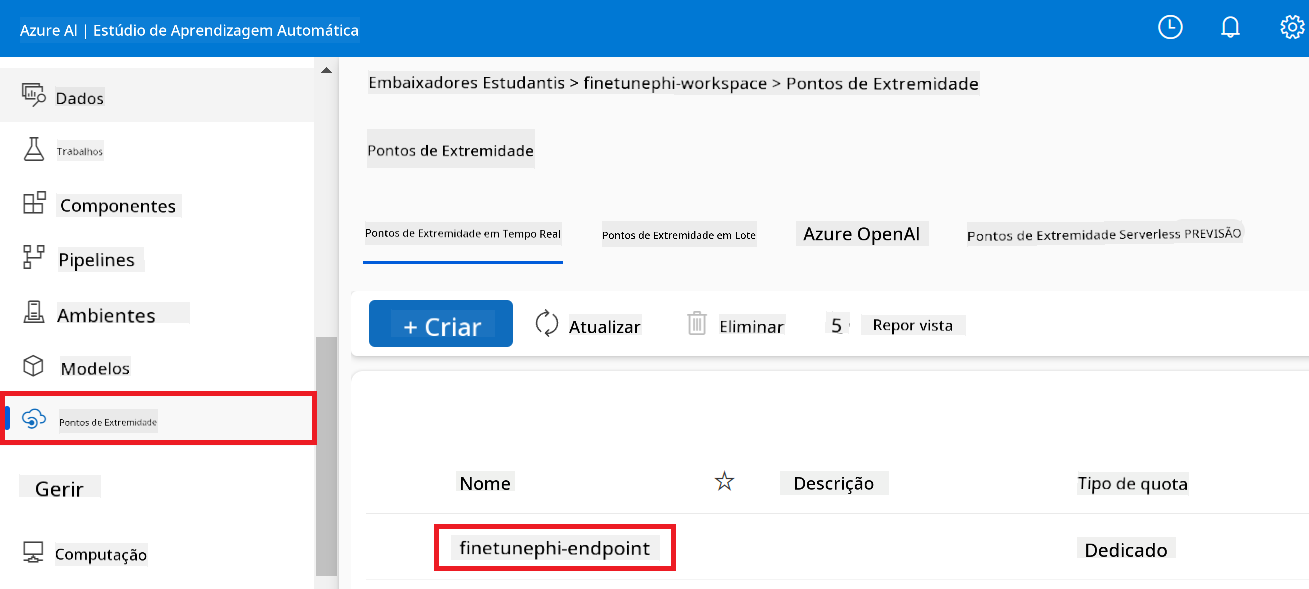 Azure AI | Estúdio de Aprendizagem Automática
Dados
Trabalhos
Componentes
Pipelines
Ambientes
Modelos
Pontos de Extremidade
Gerir
Computação
Embaixadores Estudantis > finetunephi-workspace > Pontos de Extremidade
Pontos de Extremidade
Pontos de Extremidade em Tempo Real
Pontos de Extremidade em Lote
Azure OpenAI
Pontos de Extremidade Serverless PREVISÃO
+ Criar
Atualizar
Eliminar
5
Repor vista
Nome
Descrição
Tipo de quota
finetunephi-endpoint
Dedicado